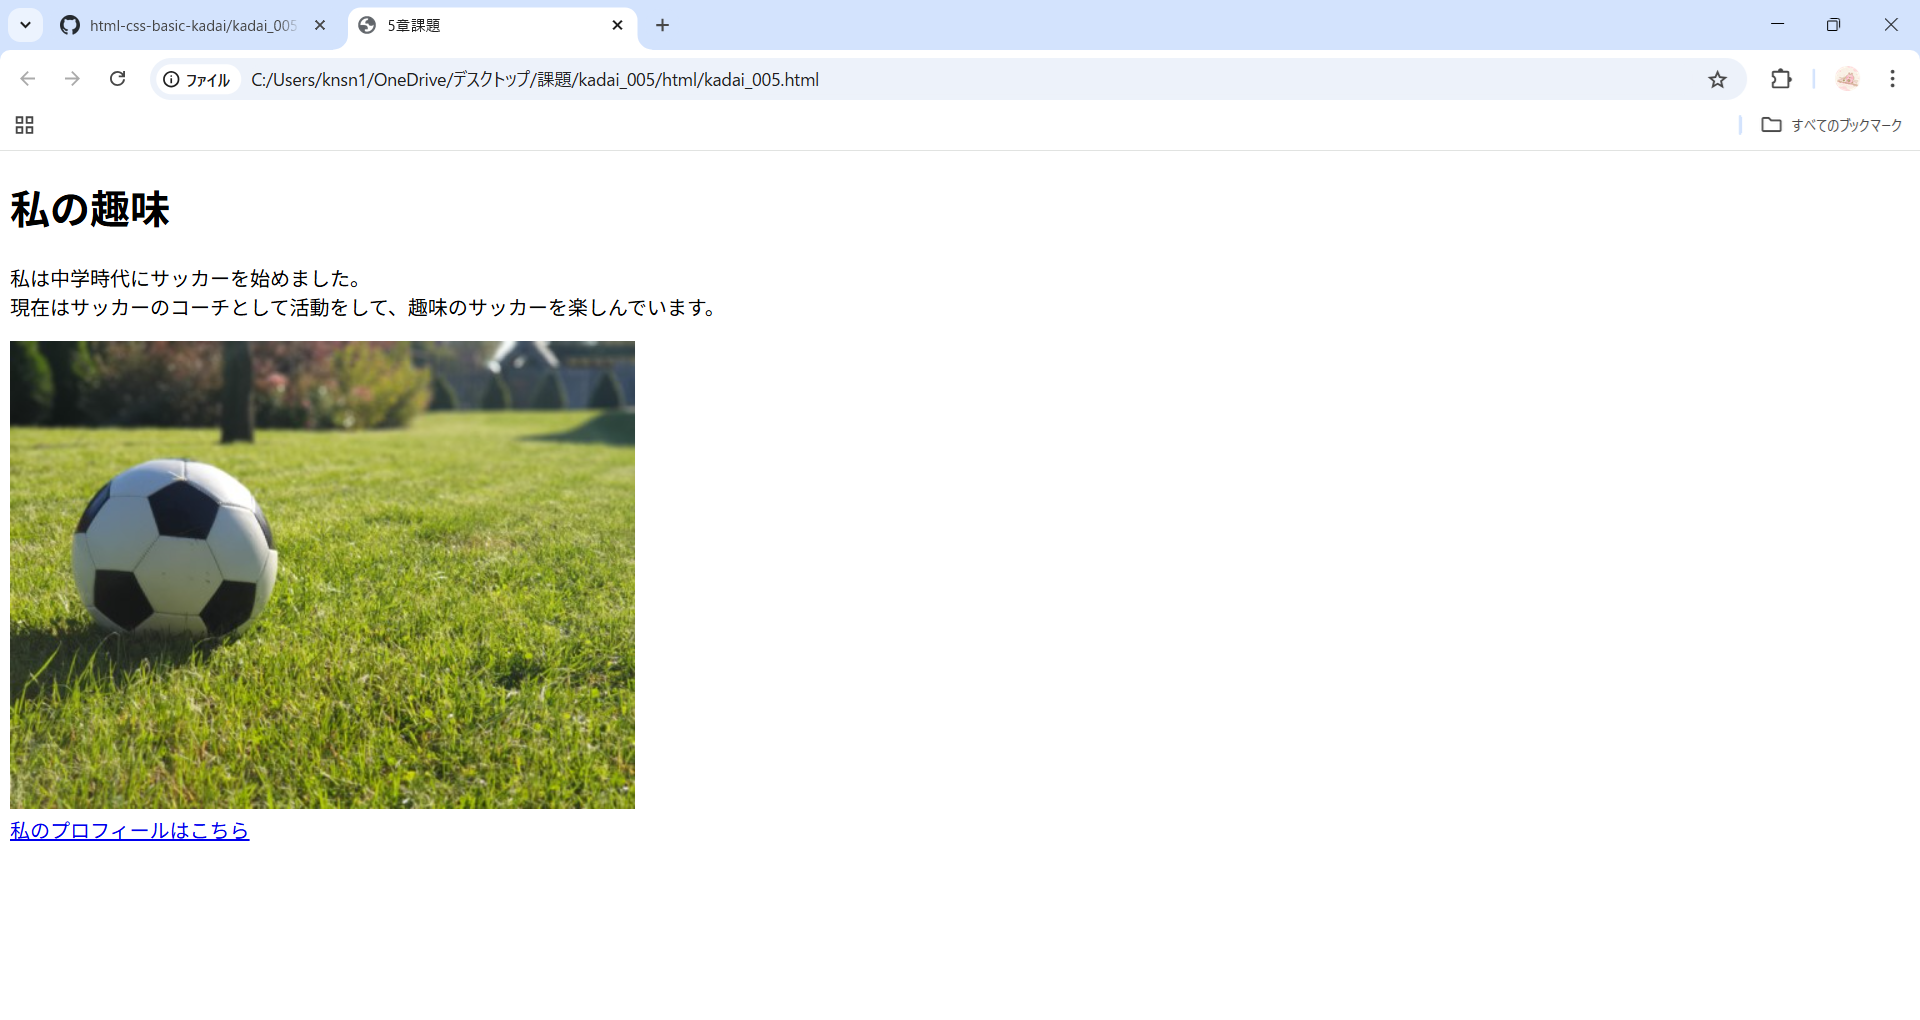 html-css-basic-kadai/kadai_005
5章課題
ファイル
C:/Users/knsn1/OneDrive/デスクトップ/課題/kadai_005/html/kadai_005.html
すべてのブックマーク
私の趣味
私は中学時代にサッカーを始めました。
現在はサッカーのコーチとして活動をして、趣味のサッカーを楽しんでいます。
私のプロフィールはこちら